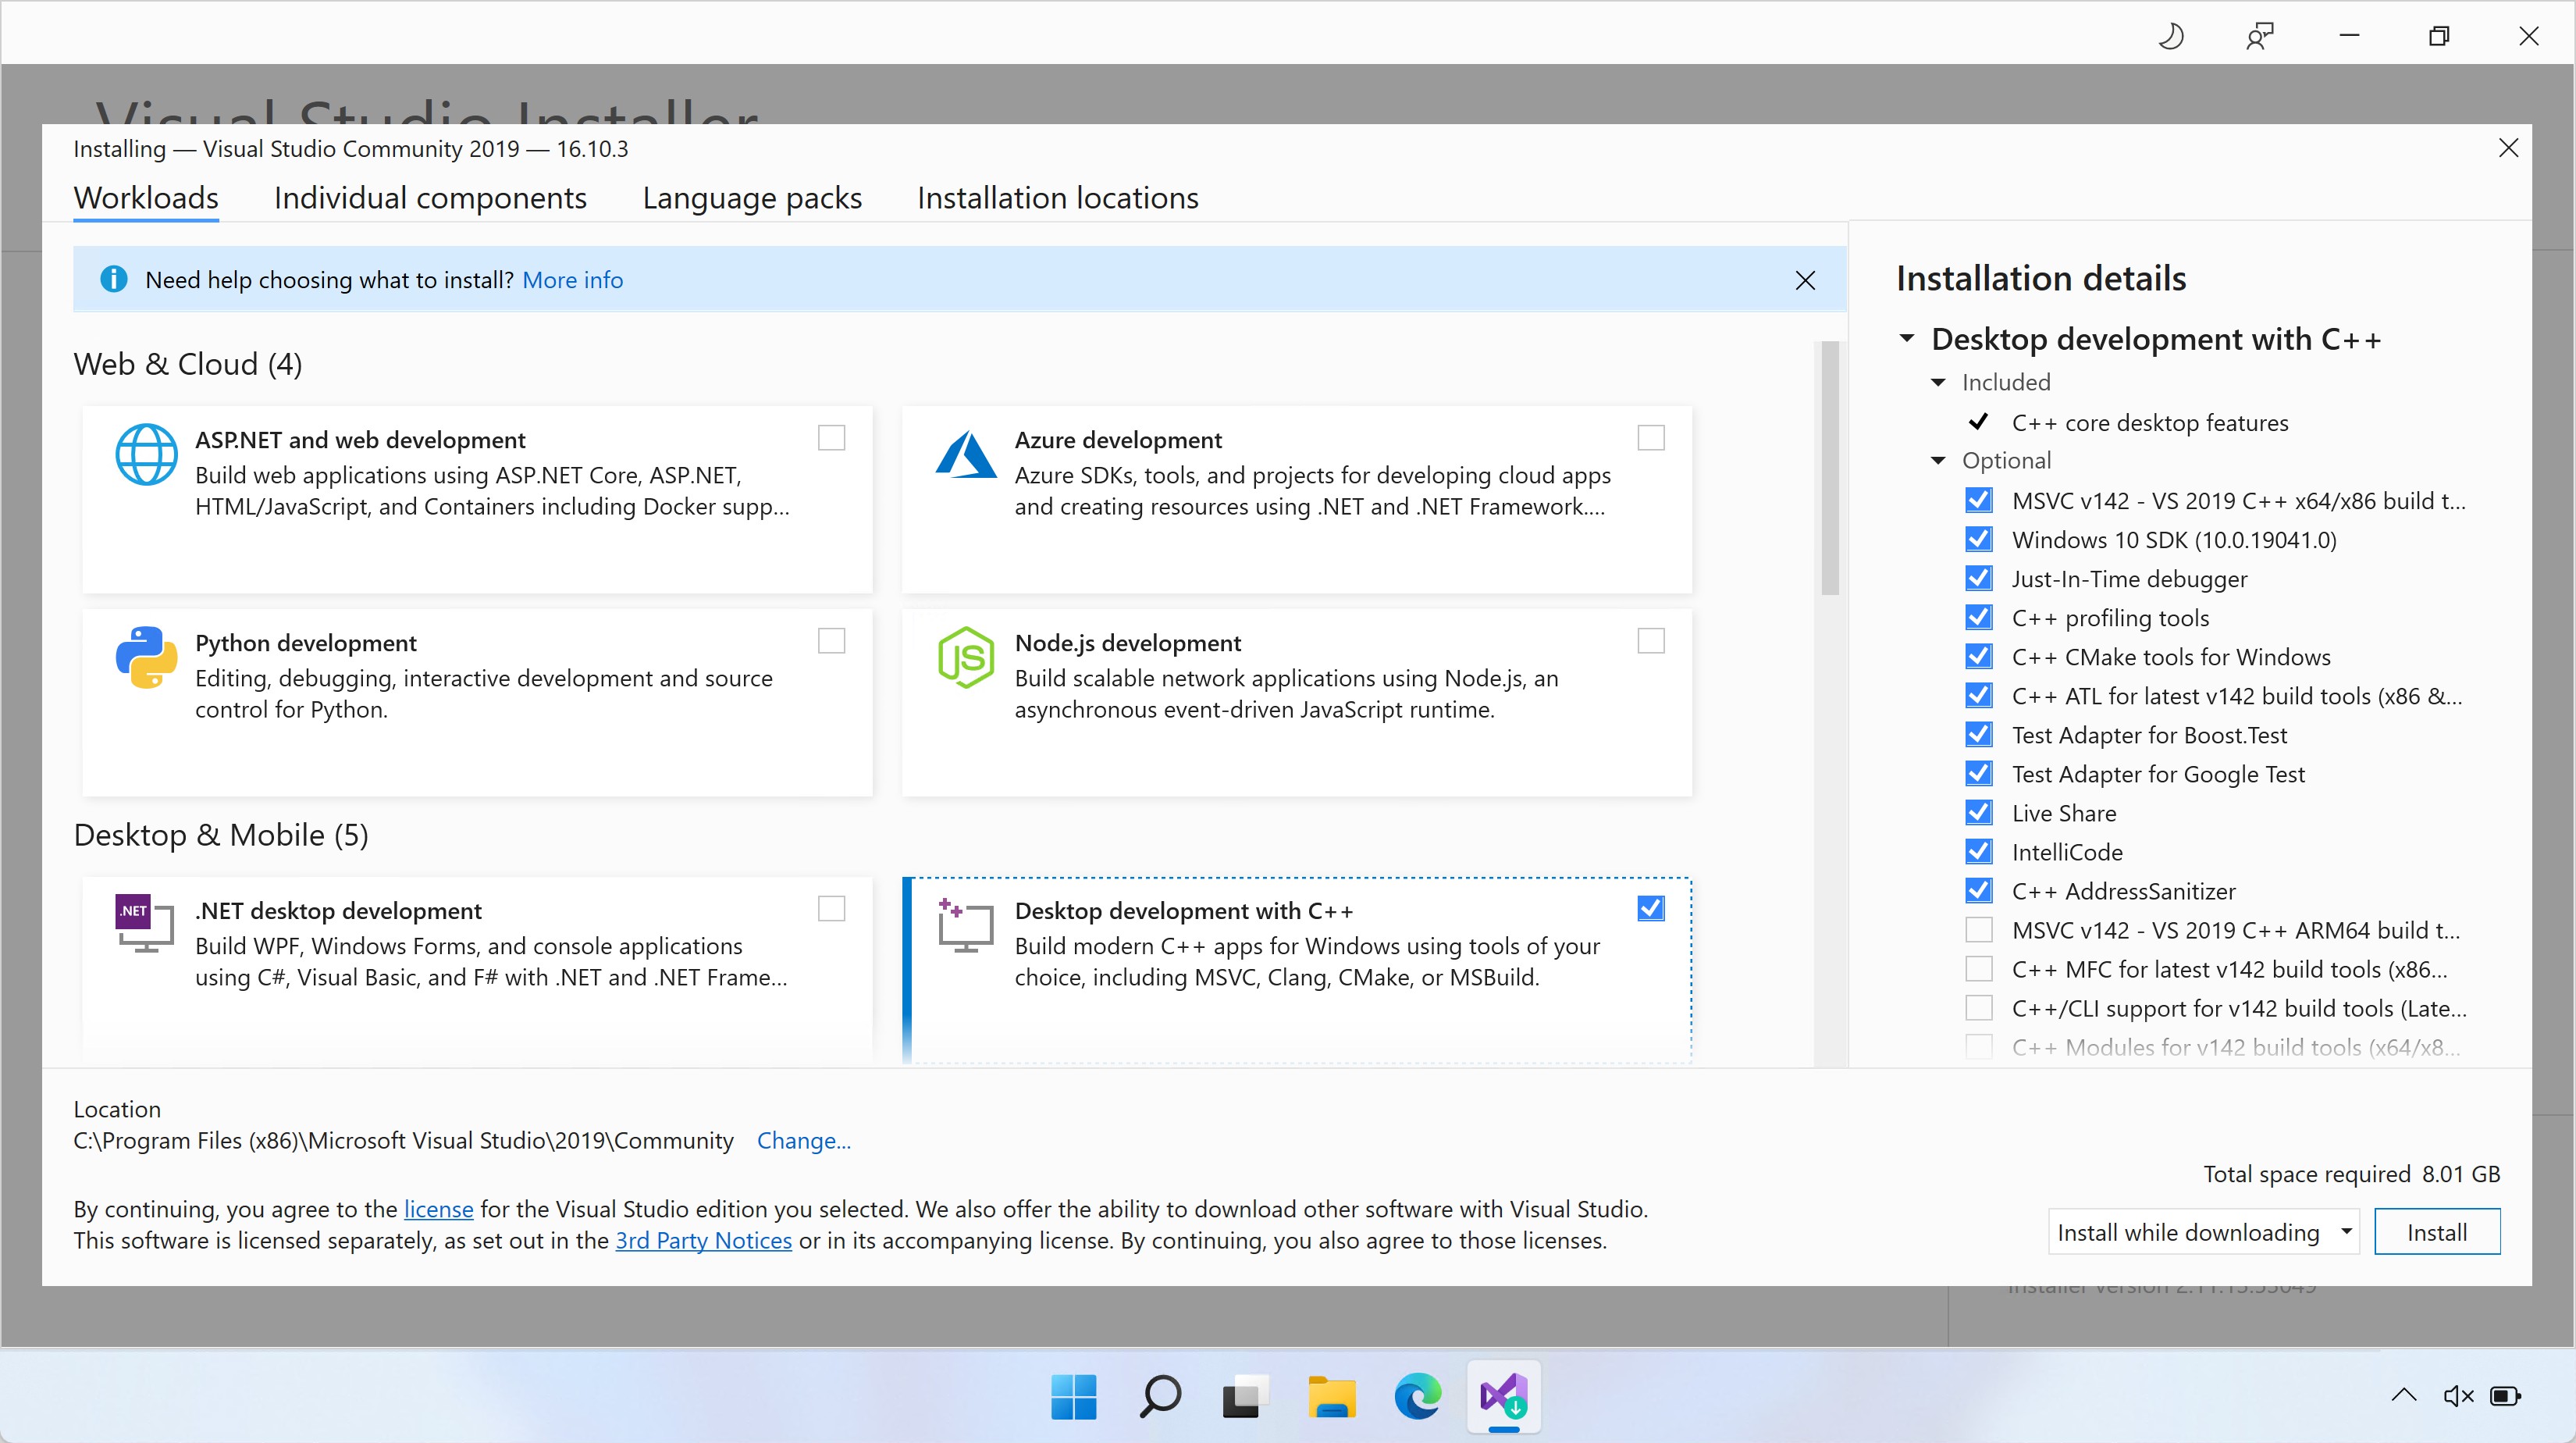 Visual Studio Installer
Installing — Visual Studio Community 2019 — 16.10.3
Workloads
Individual components
Language packs
Installation locations
Need help choosing what to install? More info
Web & Cloud (4)
ASP.NET and web development
Build web applications using ASP.NET Core, ASP.NET,
HTML/JavaScript, and Containers including Docker supp...
Azure development
Azure SDKs, tools, and projects for developing cloud apps
and creating resources using .NET and .NET Framework....
Python development
Editing, debugging, interactive development and source
control for Python.
Node.js development
Build scalable network applications using Node.js, an
asynchronous event-driven JavaScript runtime.
Desktop & Mobile (5)
.NET
.NET desktop development
Build WPF, Windows Forms, and console applications
using C#, Visual Basic, and F# with .NET and .NET Frame...
Desktop development with C++
Build modern C++ apps for Windows using tools of your
choice, including MSVC, Clang, CMake, or MSBuild.
Installation details
Desktop development with C++
Included
C++ core desktop features
Optional
MSVC v142 - VS 2019 C++ x64/x86 build t...
Windows 10 SDK (10.0.19041.0)
Just-In-Time debugger
C++ profiling tools
C++ CMake tools for Windows
C++ ATL for latest v142 build tools (x86 &...
Test Adapter for Boost.Test
Test Adapter for Google Test
Live Share
IntelliCode
C++ AddressSanitizer
MSVC v142 - VS 2019 C++ ARM64 build t...
C++ MFC for latest v142 build tools (x86...
C++/CLI support for v142 build tools (Late...
C++ Modules for v142 build tools (x64/x8...
Location
C:\Program Files (x86)\Microsoft Visual Studio\2019\Community Change...
By continuing, you agree to the license for the Visual Studio edition you selected. We also offer the ability to download other software with Visual Studio.
This software is licensed separately, as set out in the 3rd Party Notices or in its accompanying license. By continuing, you also agree to those licenses.
Total space required 8.01 GB
Install while downloading
Install
Installer version